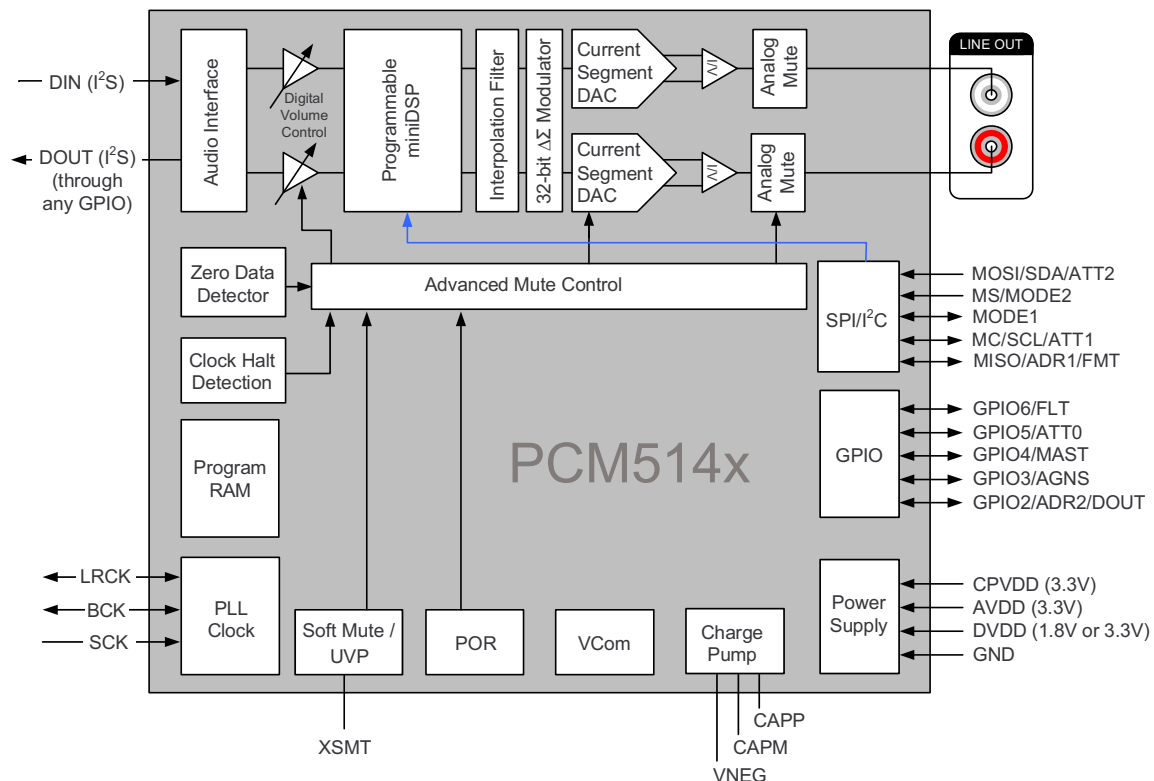 DIN (I²S)
DOUT (I²S)
(through
any GPIO)
Audio Interface
Digital
Volume
Control
Programmable
miniDSP
Interpolation Filter
32-bit ΔΣ Modulator
Current
Segment
DAC
I/V
Analog
Mute
Current
Segment
DAC
I/V
Analog
Mute
LINE OUT
Zero Data
Detector
Advanced Mute Control
Clock Halt
Detection
SPI/I²C
MOSI/SDA/ATT2
MS/MODE2
MODE1
MC/SCL/ATT1
MISO/ADR1/FMT
Program
RAM
PCM514x
GPIO
GPIO6/FLT
GPIO5/ATT0
GPIO4/MAST
GPIO3/AGNS
GPIO2/ADR2/DOUT
LRCK
BCK
SCK
PLL
Clock
Soft Mute /
UVP
POR
VCom
Charge
Pump
Power
Supply
CPVDD (3.3V)
AVDD (3.3V)
DVDD (1.8V or 3.3V)
GND
XSMT
CAPP
CAPM
VNEG